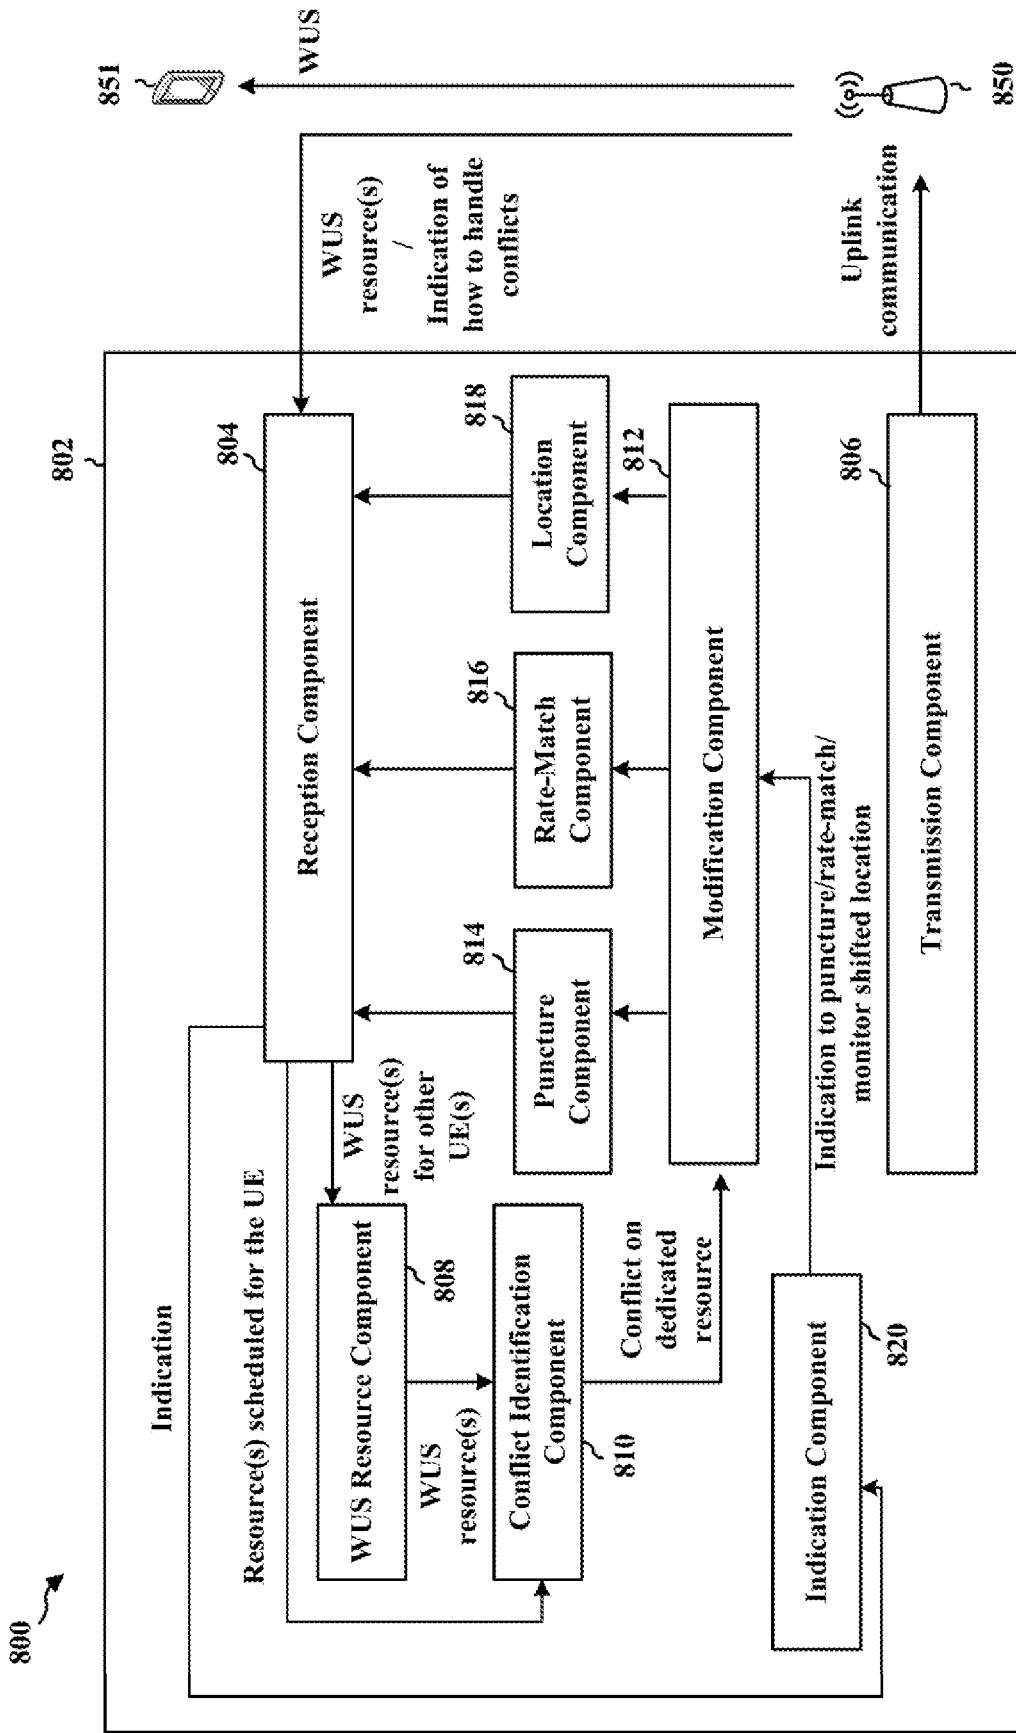 800
802
Indication
Resource(s) scheduled for the UE
804
Reception Component
WUS
resource(s)
/
Indication of
how to handle
conflicts
WUS
851
WUS
resource(s)
for other
UE(s)
WUS Resource Component
808
WUS
resource(s)
Conflict Identification
Component
810
Conflict on
dedicated
resource
814
Puncture
Component
816
Rate-Match
Component
818
Location
Component
812
Modification Component
Indication to puncture/rate-match/
monitor shifted location
Indication Component
820
806
Transmission Component
Uplink
communication
850